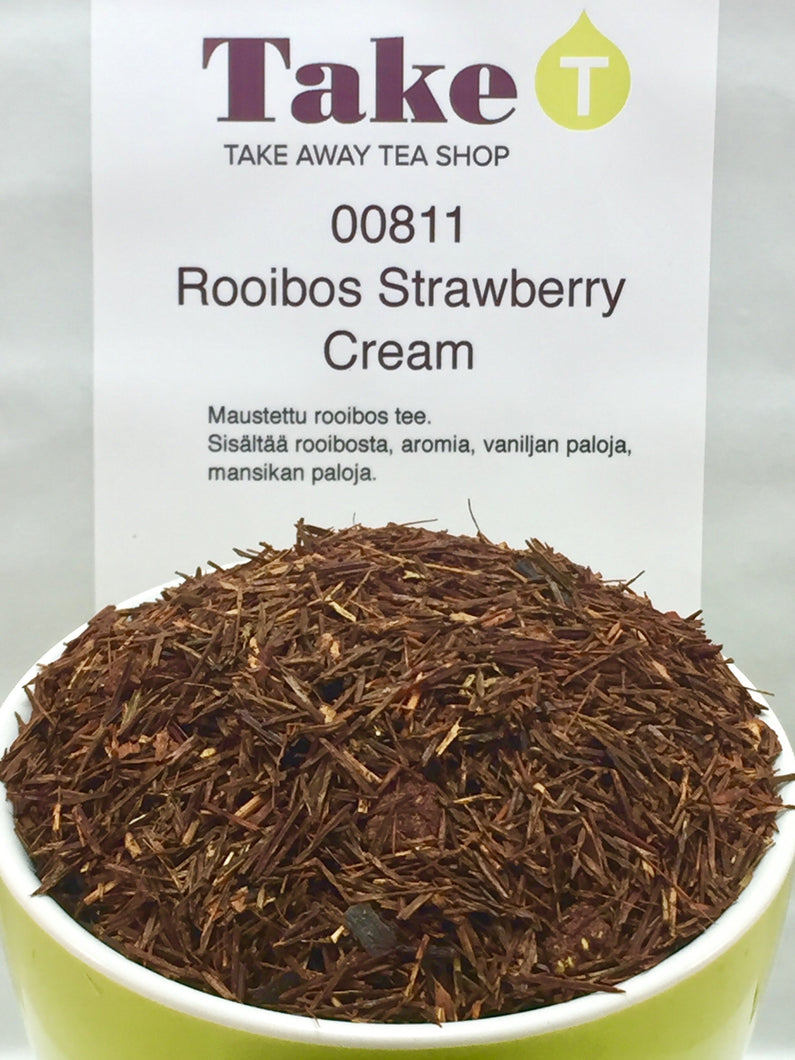 Take T
TAKE AWAY TEA SHOP
00811
Rooibos Strawberry
Cream
Maustettu rooibos tee.
Sisältää rooibosta, aromia, vaniljan paloja,
mansikan paloja.